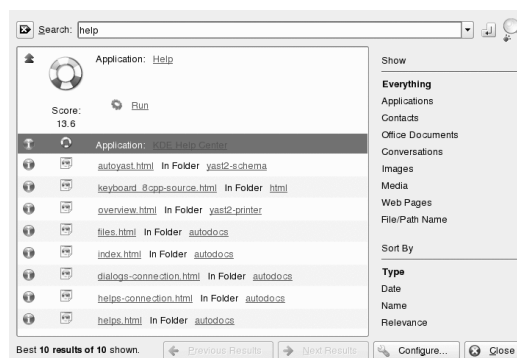 Search: help
Application: Help
Score:
13.6
Run
Application: KDE Help Center
autoyast.html In Folder yast2-schema
keyboard_8cpp-source.html In Folder html
overview.html In Folder yast2-printer
files.html In Folder autodocs
index.html In Folder autodocs
dialogs-connection.html In Folder autodocs
helps-connection.html In Folder autodocs
helps.html In Folder autodocs
Show
Everything
Applications
Contacts
Office Documents
Conversations
Images
Media
Web Pages
File/Path Name
Sort By
Type
Date
Name
Relevance
Best 10 results of 10 shown.
Previous Results
Next Results
Configure...
Close